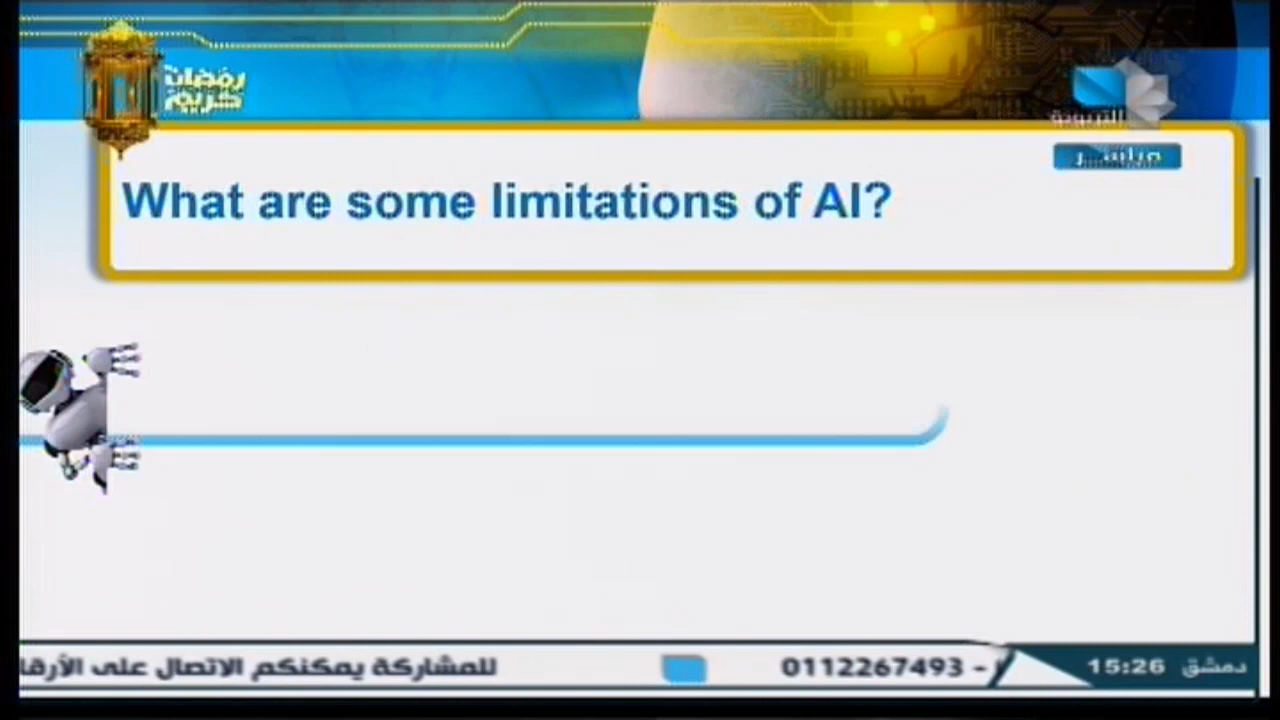 رمضان
كريم
التربوية
مباشر
What are some limitations of AI?
للمشاركة يمكنكم الاتصال على الأرقا
0112267493 -
دمشق 15:26